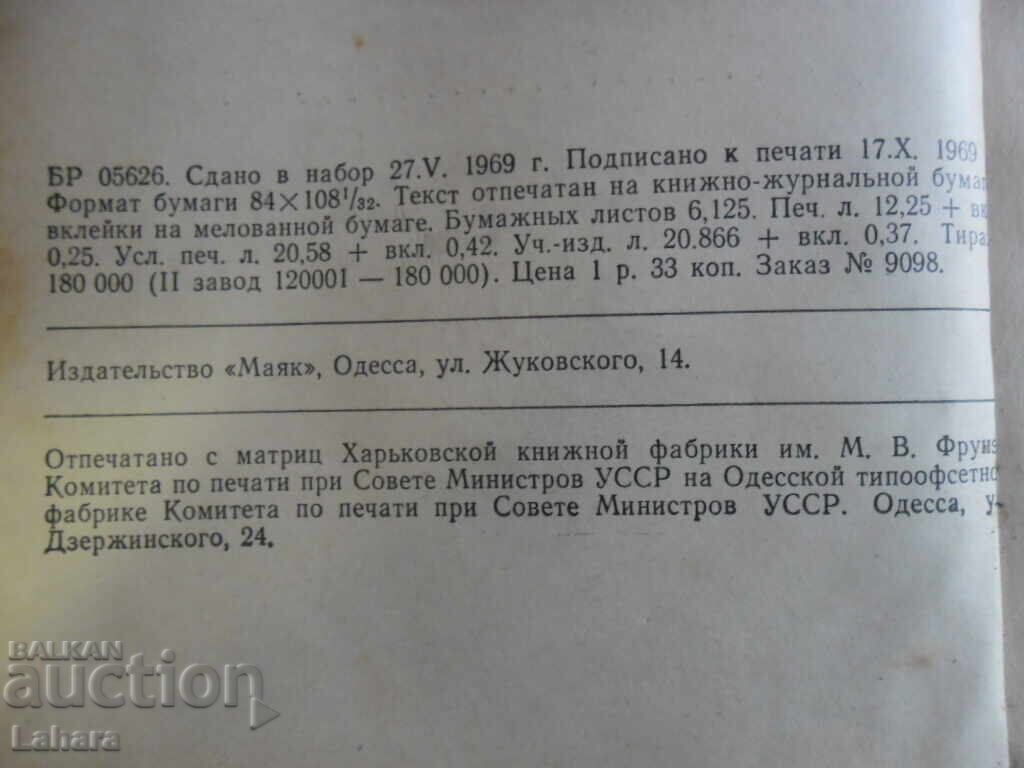 БР 05626. Сдано в набор 27.V. 1969 г. Подписано к печати 17.X. 1969
Формат бумаги 84×108¹/₃₂. Текст отпечатан на книжно-журнальной бумаг
вклейки на мелованной бумаге. Бумажных листов 6,125. Печ. л. 12,25 + вк
0,25. Усл. печ. л. 20,58 + вкл. 0,42. Уч.-изд. л. 20.866 + вкл. 0,37. Тираж
180 000 (II завод 120001 — 180 000). Цена 1 р. 33 коп. Заказ № 9098.
Издательство «Маяк», Одесса, ул. Жуковского, 14.
Отпечатано с матриц Харьковской книжной фабрики им. М. В. Фрунз
Комитета по печати при Совете Министров УССР на Одесской типоофсетно
фабрике Комитета по печати при Совете Министров УССР. Одесса, у
Дзержинского, 24.
BALKAN
auction
Lahara